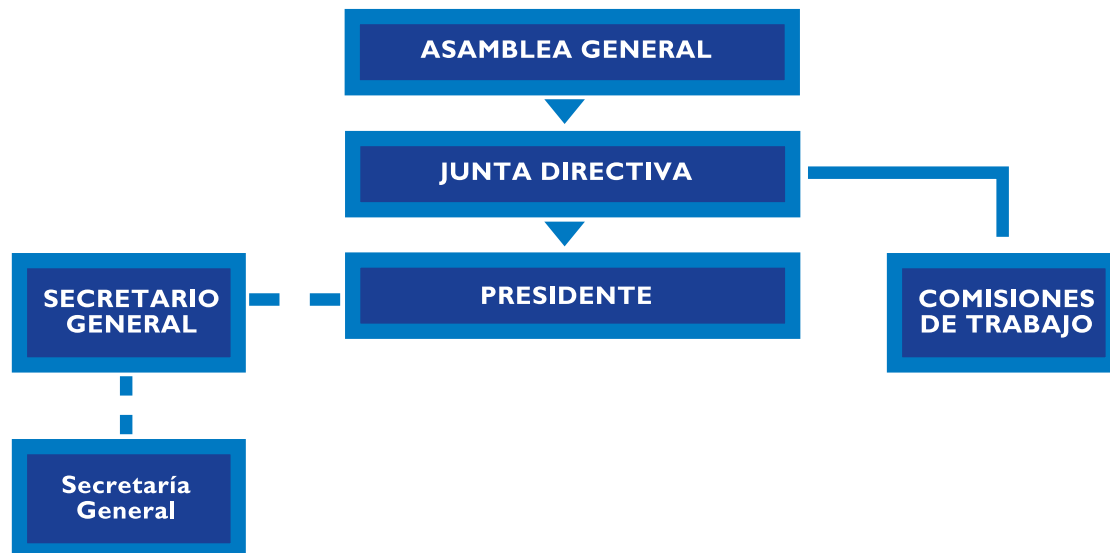 ASAMBLEA GENERAL
JUNTA DIRECTIVA
PRESIDENTE
SECRETARIO
GENERAL
COMISIONES
DE TRABAJO
Secretaría
General